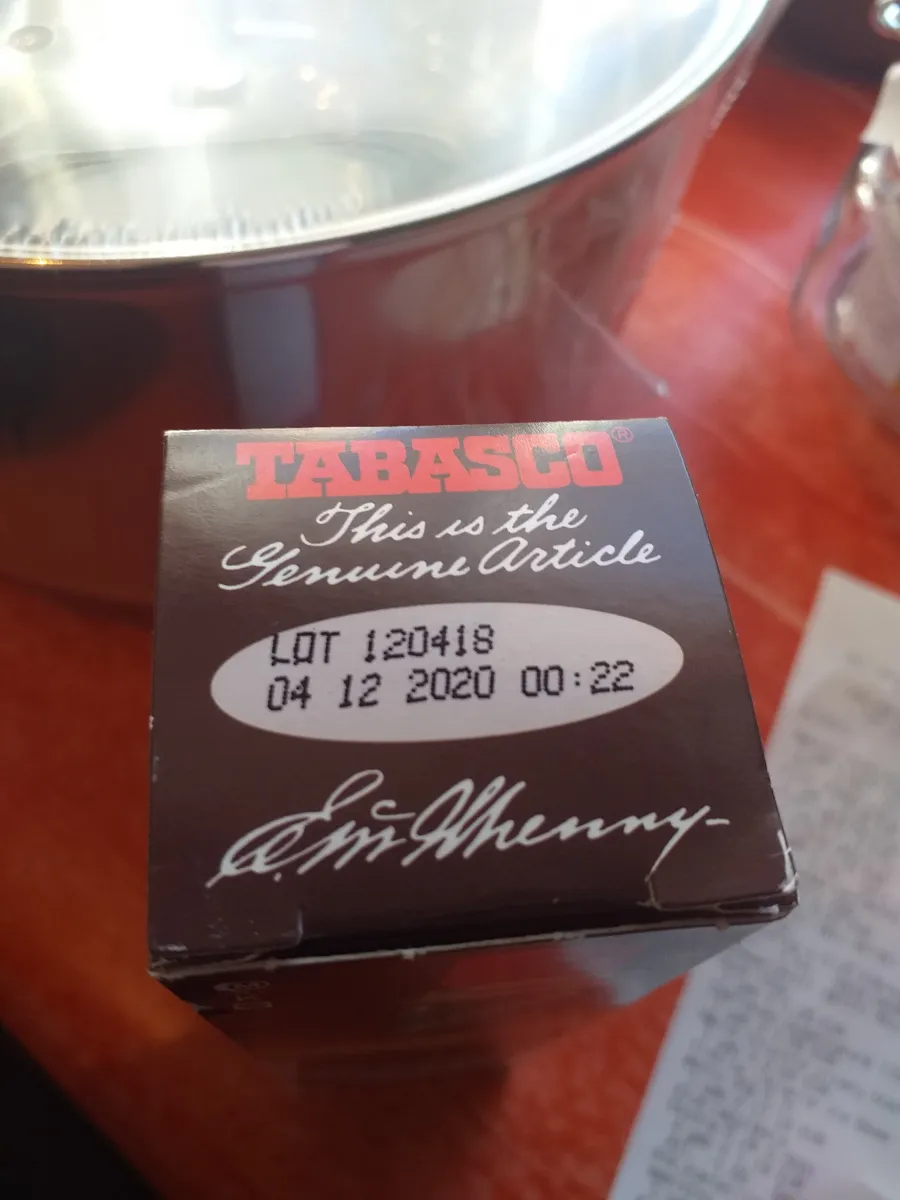 TABASCO®
This is the
Genuine Article
LOT 120418
04 12 2020 00:22
E. McIlhenny